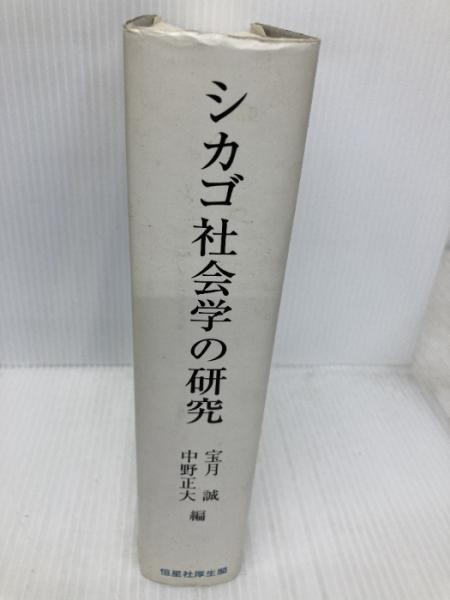 シカゴ社会学の研究
宝月 誠
中野正大 編
恒星社厚生閣